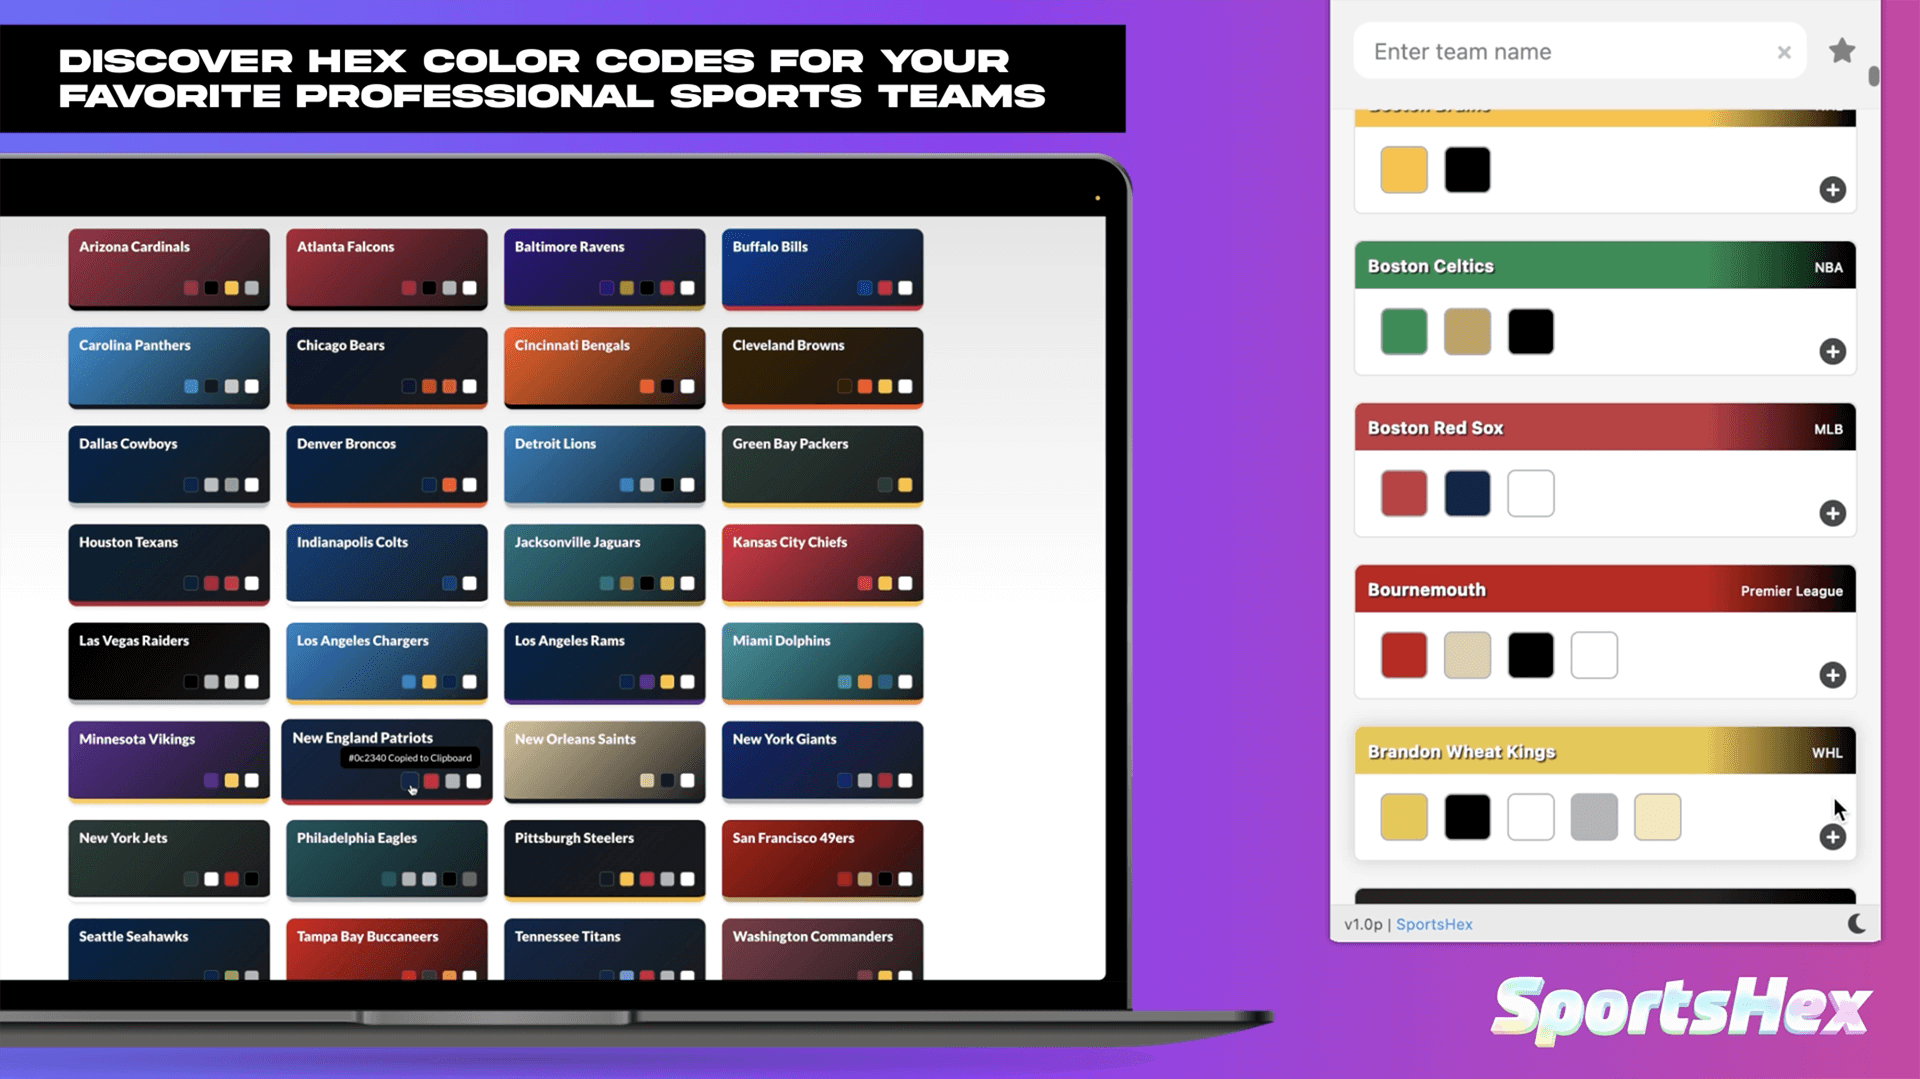 DISCOVER HEX COLOR CODES FOR YOUR
FAVORITE PROFESSIONAL SPORTS TEAMS
Arizona Cardinals
Atlanta Falcons
Baltimore Ravens
Buffalo Bills
Carolina Panthers
Chicago Bears
Cincinnati Bengals
Cleveland Browns
Dallas Cowboys
Denver Broncos
Detroit Lions
Green Bay Packers
Houston Texans
Indianapolis Colts
Jacksonville Jaguars
Kansas City Chiefs
Las Vegas Raiders
Los Angeles Chargers
Los Angeles Rams
Miami Dolphins
Minnesota Vikings
New England Patriots
#0c2340 Copied to Clipboard
New Orleans Saints
New York Giants
New York Jets
Philadelphia Eagles
Pittsburgh Steelers
San Francisco 49ers
Seattle Seahawks
Tampa Bay Buccaneers
Tennessee Titans
Washington Commanders
Enter team name
Boston Celtics
NBA
Boston Red Sox
MLB
Bournemouth
Premier League
Brandon Wheat Kings
WHL
v1.0p | SportsHex
SportsHex